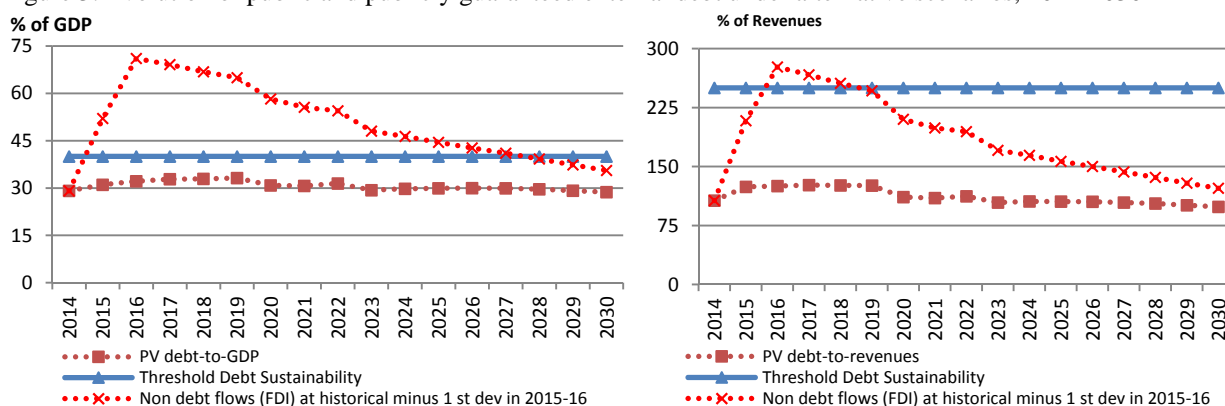 % of GDP
75
60
45
30
15
0
2014 2015 2016 2017 2018 2019 2020 2021 2022 2023 2024 2025 2026 2027 2028 2029 2030
PV debt-to-GDP
Threshold Debt Sustainability
Non debt flows (FDI) at historical minus 1 st dev in 2015-16
% of Revenues
300
225
150
75
0
2014 2015 2016 2017 2018 2019 2020 2021 2022 2023 2024 2025 2026 2027 2028 2029 2030
PV debt-to-revenues
Threshold Debt Sustainability
Non debt flows (FDI) at historical minus 1 st dev in 2015-16